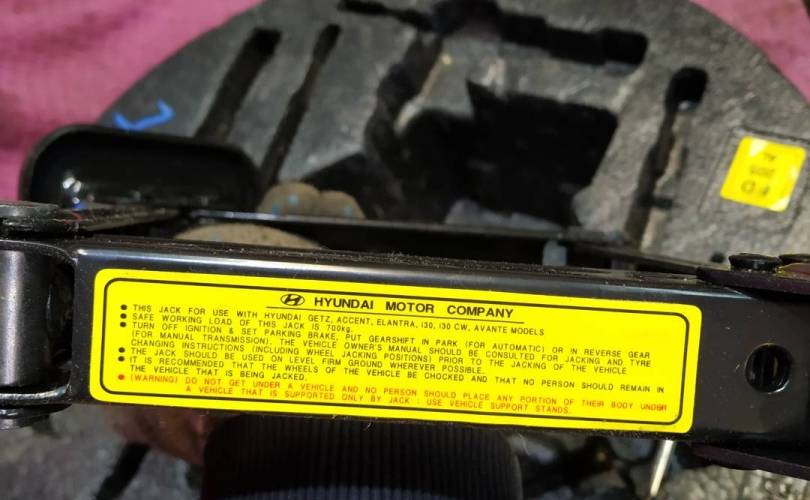 FD
205
AL
HYUNDAI MOTOR COMPANY
● THIS JACK FOR USE WITH HYUNDAI GETZ, ACCENT, ELANTRA, i30, i30 CW, AVANTE MODELS
● SAFE WORKING LOAD OF THIS JACK IS 700kg.
● TURN OFF IGNITION & SET PARKING BRAKE, PUT GEARSHIFT IN PARK (FOR AUTOMATIC) OR IN REVERSE GEAR
(FOR MANUAL TRANSMISSION). THE VEHICLE OWNER'S MANUAL SHOULD BE CONSULTED FOR JACKING AND TYRE
CHANGING INSTRUCTIONS (INCLUDING WHEEL JACKING POSITIONS) PRIOR TO THE JACKING OF THE VEHICLE
● THE JACK SHOULD BE USED ON LEVEL FIRM GROUND WHEREVER POSSIBLE.
● IT IS RECOMMENDED THAT THE WHEELS OF THE VEHICLE BE CHOCKED AND THAT NO PERSON SHOULD REMAIN IN
THE VEHICLE THAT IS BEING JACKED.
● (WARNING) DO NOT GET UNDER A VEHICLE AND NO PERSON SHOULD PLACE ANY PORTION OF THEIR BODY UNDER
A VEHICLE THAT IS SUPPORTED ONLY BY JACK : USE VEHICLE SUPPORT STANDS.